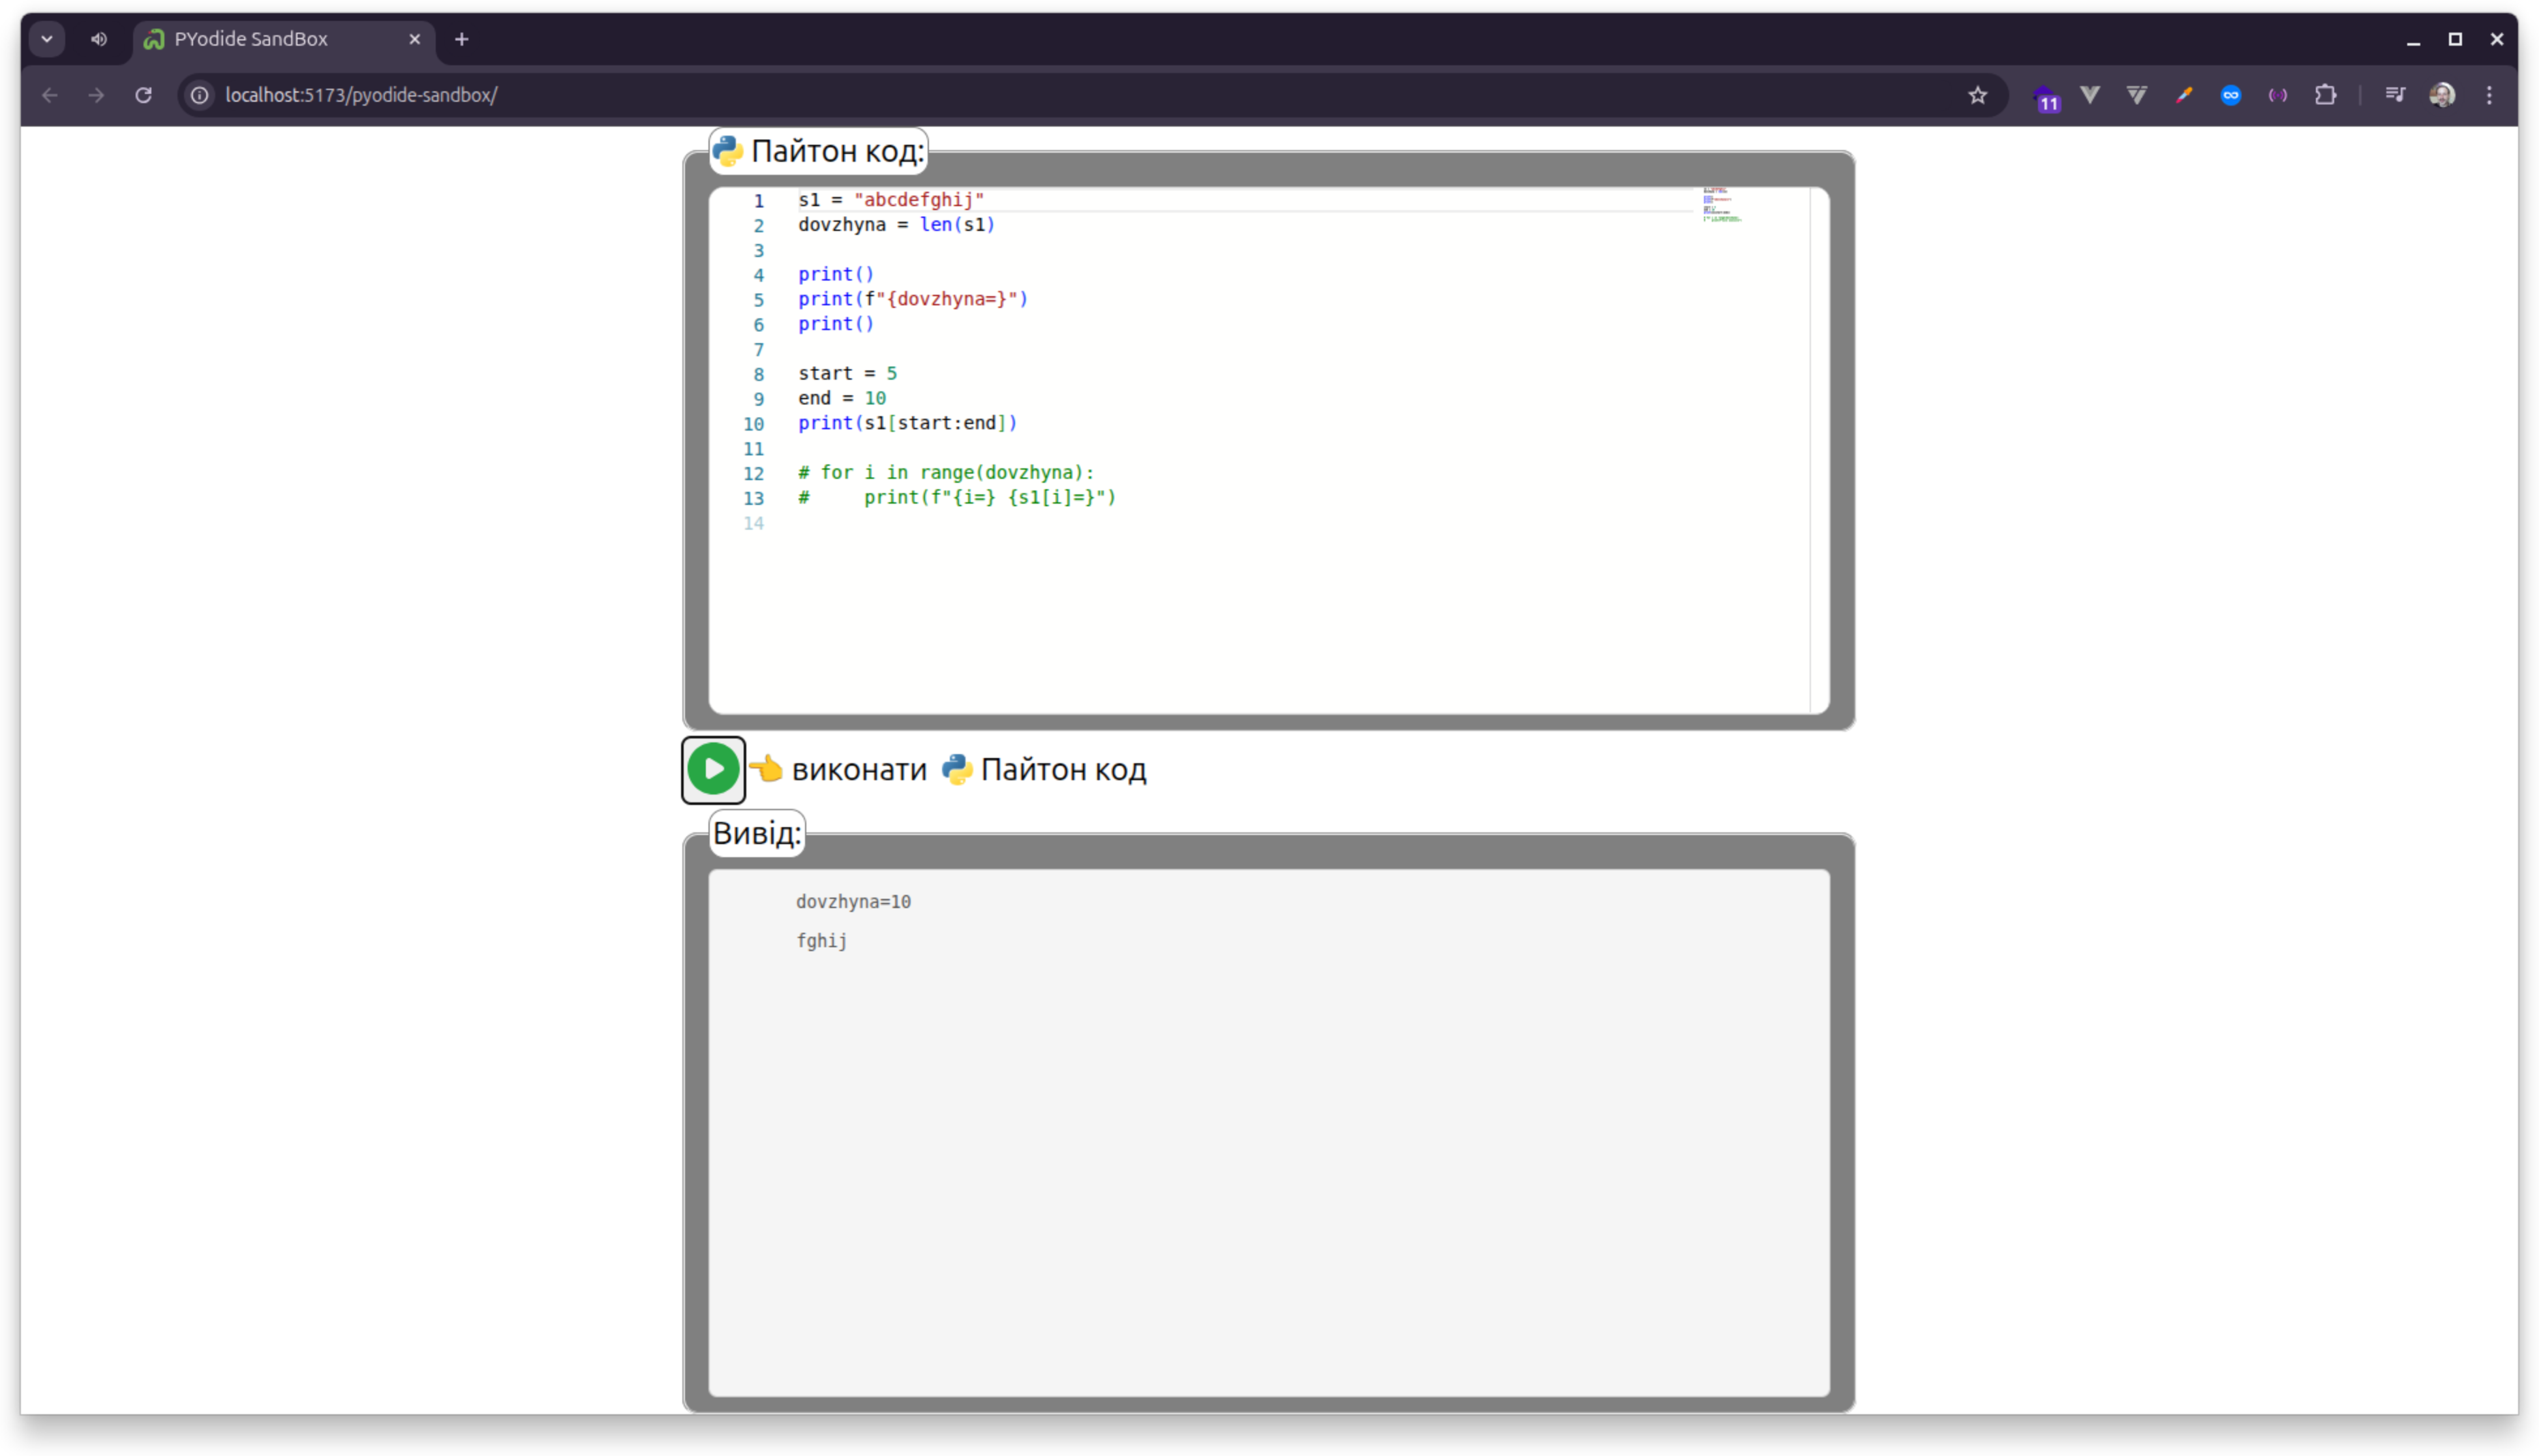 PYodide SandBox
localhost:5173/pyodide-sandbox/
11
Пайтон код:
1 s1 = "abcdefghij"
2 dovzhyna = len(s1)
3
4 print()
5 print(f"{dovzhyna=}")
6 print()
7
8 start = 5
9 end = 10
10 print(s1[start:end])
11
12 # for i in range(dovzhyna):
13 #     print(f"{i=} {s1[i]=}")
14
виконати Пайтон код
Вивід:
dovzhyna=10
fghij